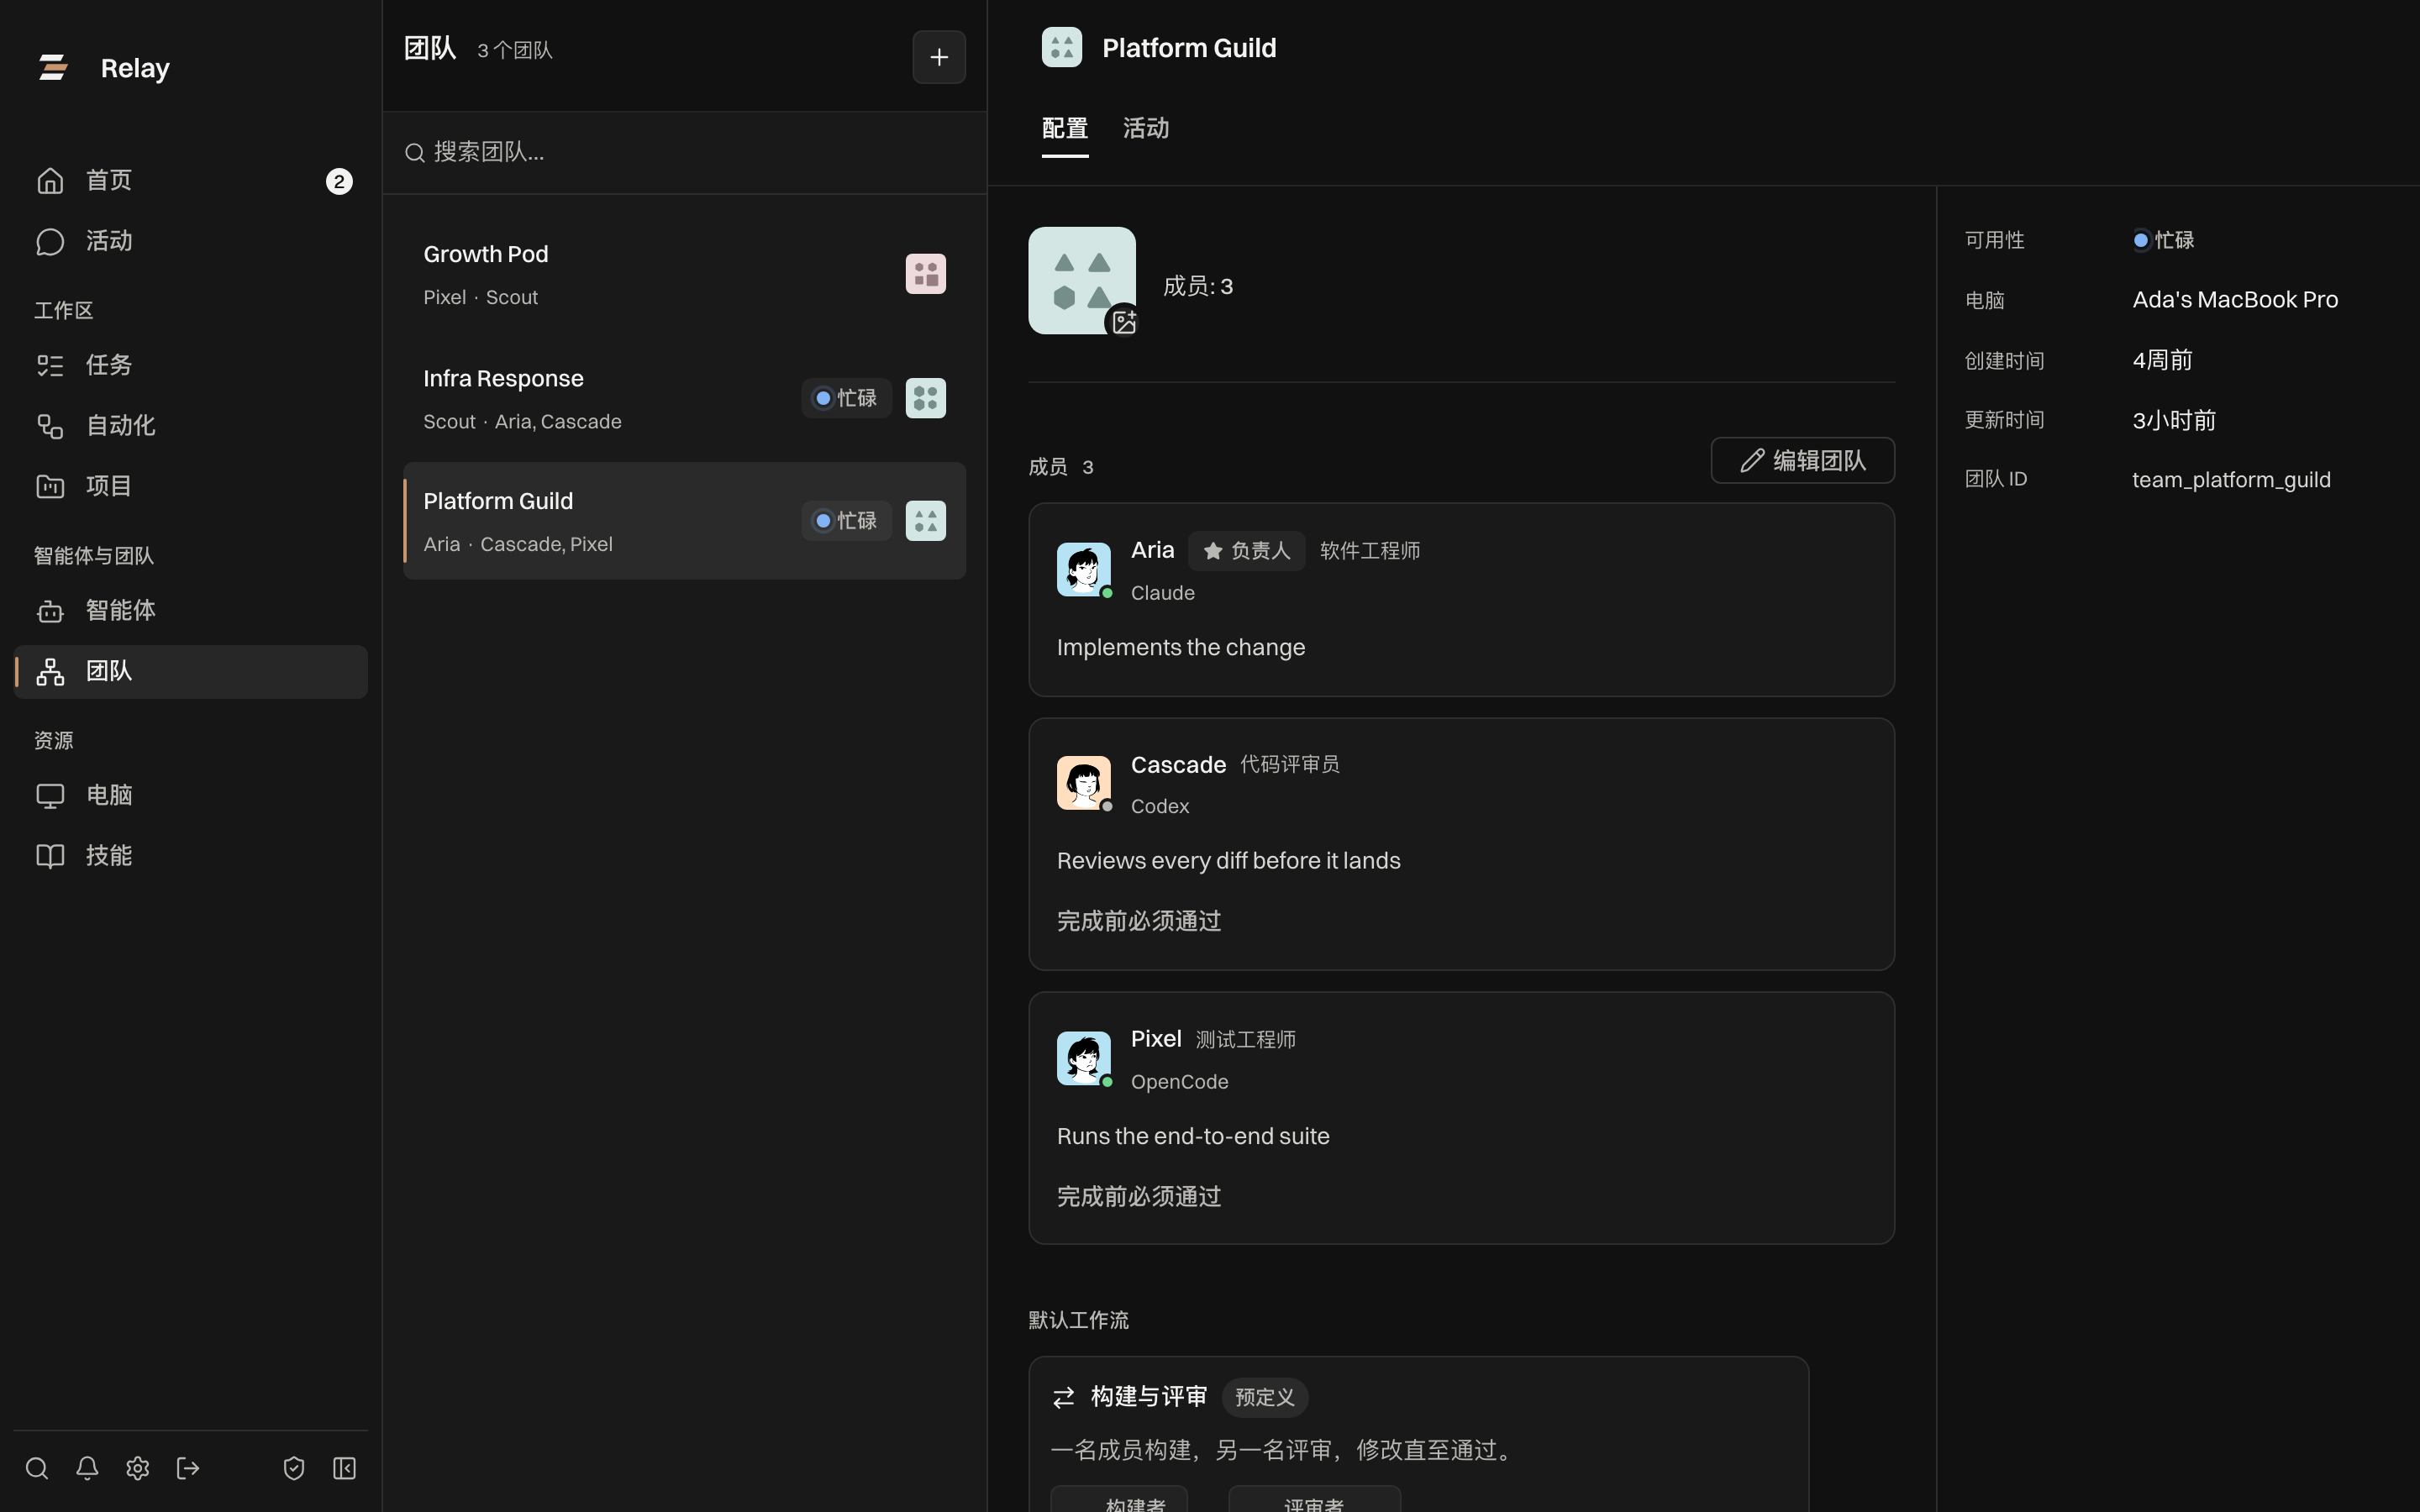 Relay
首页
2
活动
工作区
任务
自动化
项目
智能体与团队
智能体
团队
资源
电脑
技能
团队 3 个团队
搜索团队...
Growth Pod
Pixel · Scout
Infra Response
忙碌
Scout · Aria, Cascade
Platform Guild
忙碌
Aria · Cascade, Pixel
Platform Guild
配置 活动
成员: 3
成员 3
编辑团队
Aria 负责人 软件工程师
Claude
Implements the change
Cascade 代码评审员
Codex
Reviews every diff before it lands
完成前必须通过
Pixel 测试工程师
OpenCode
Runs the end-to-end suite
完成前必须通过
默认工作流
构建与评审 预定义
一名成员构建，另一名评审，修改直至通过。
构建者 评审者
可用性 忙碌
电脑 Ada's MacBook Pro
创建时间 4周前
更新时间 3小时前
团队 ID team_platform_guild